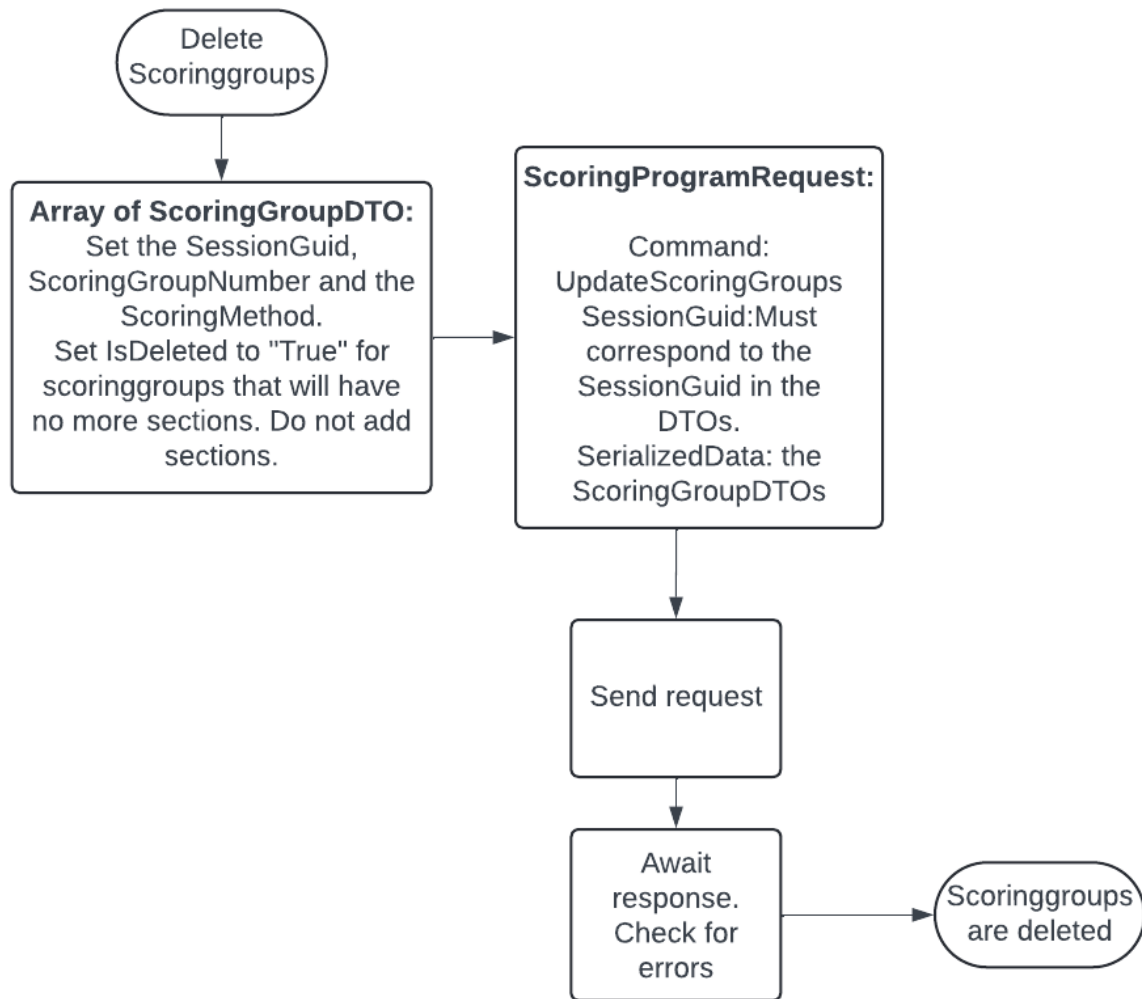 Delete
Scoringgroups
Array of ScoringGroupDTO:
Set the SessionGuid,
ScoringGroupNumber and the
ScoringMethod.
Set IsDeleted to "True" for
scoringgroups that will have
no more sections. Do not add
sections.
ScoringProgramRequest:
Command:
UpdateScoringGroups
SessionGuid:Must
correspond to the
SessionGuid in the
DTOs.
SerializedData: the
ScoringGroupDTOs
Send request
Await
response.
Check for
errors
Scoringgroups
are deleted